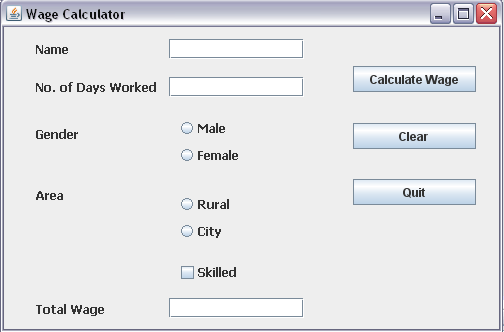 Wage Calculator
Name
No. of Days Worked
Calculate Wage
Gender
Male
Female
Clear
Area
Rural
City
Quit
Skilled
Total Wage